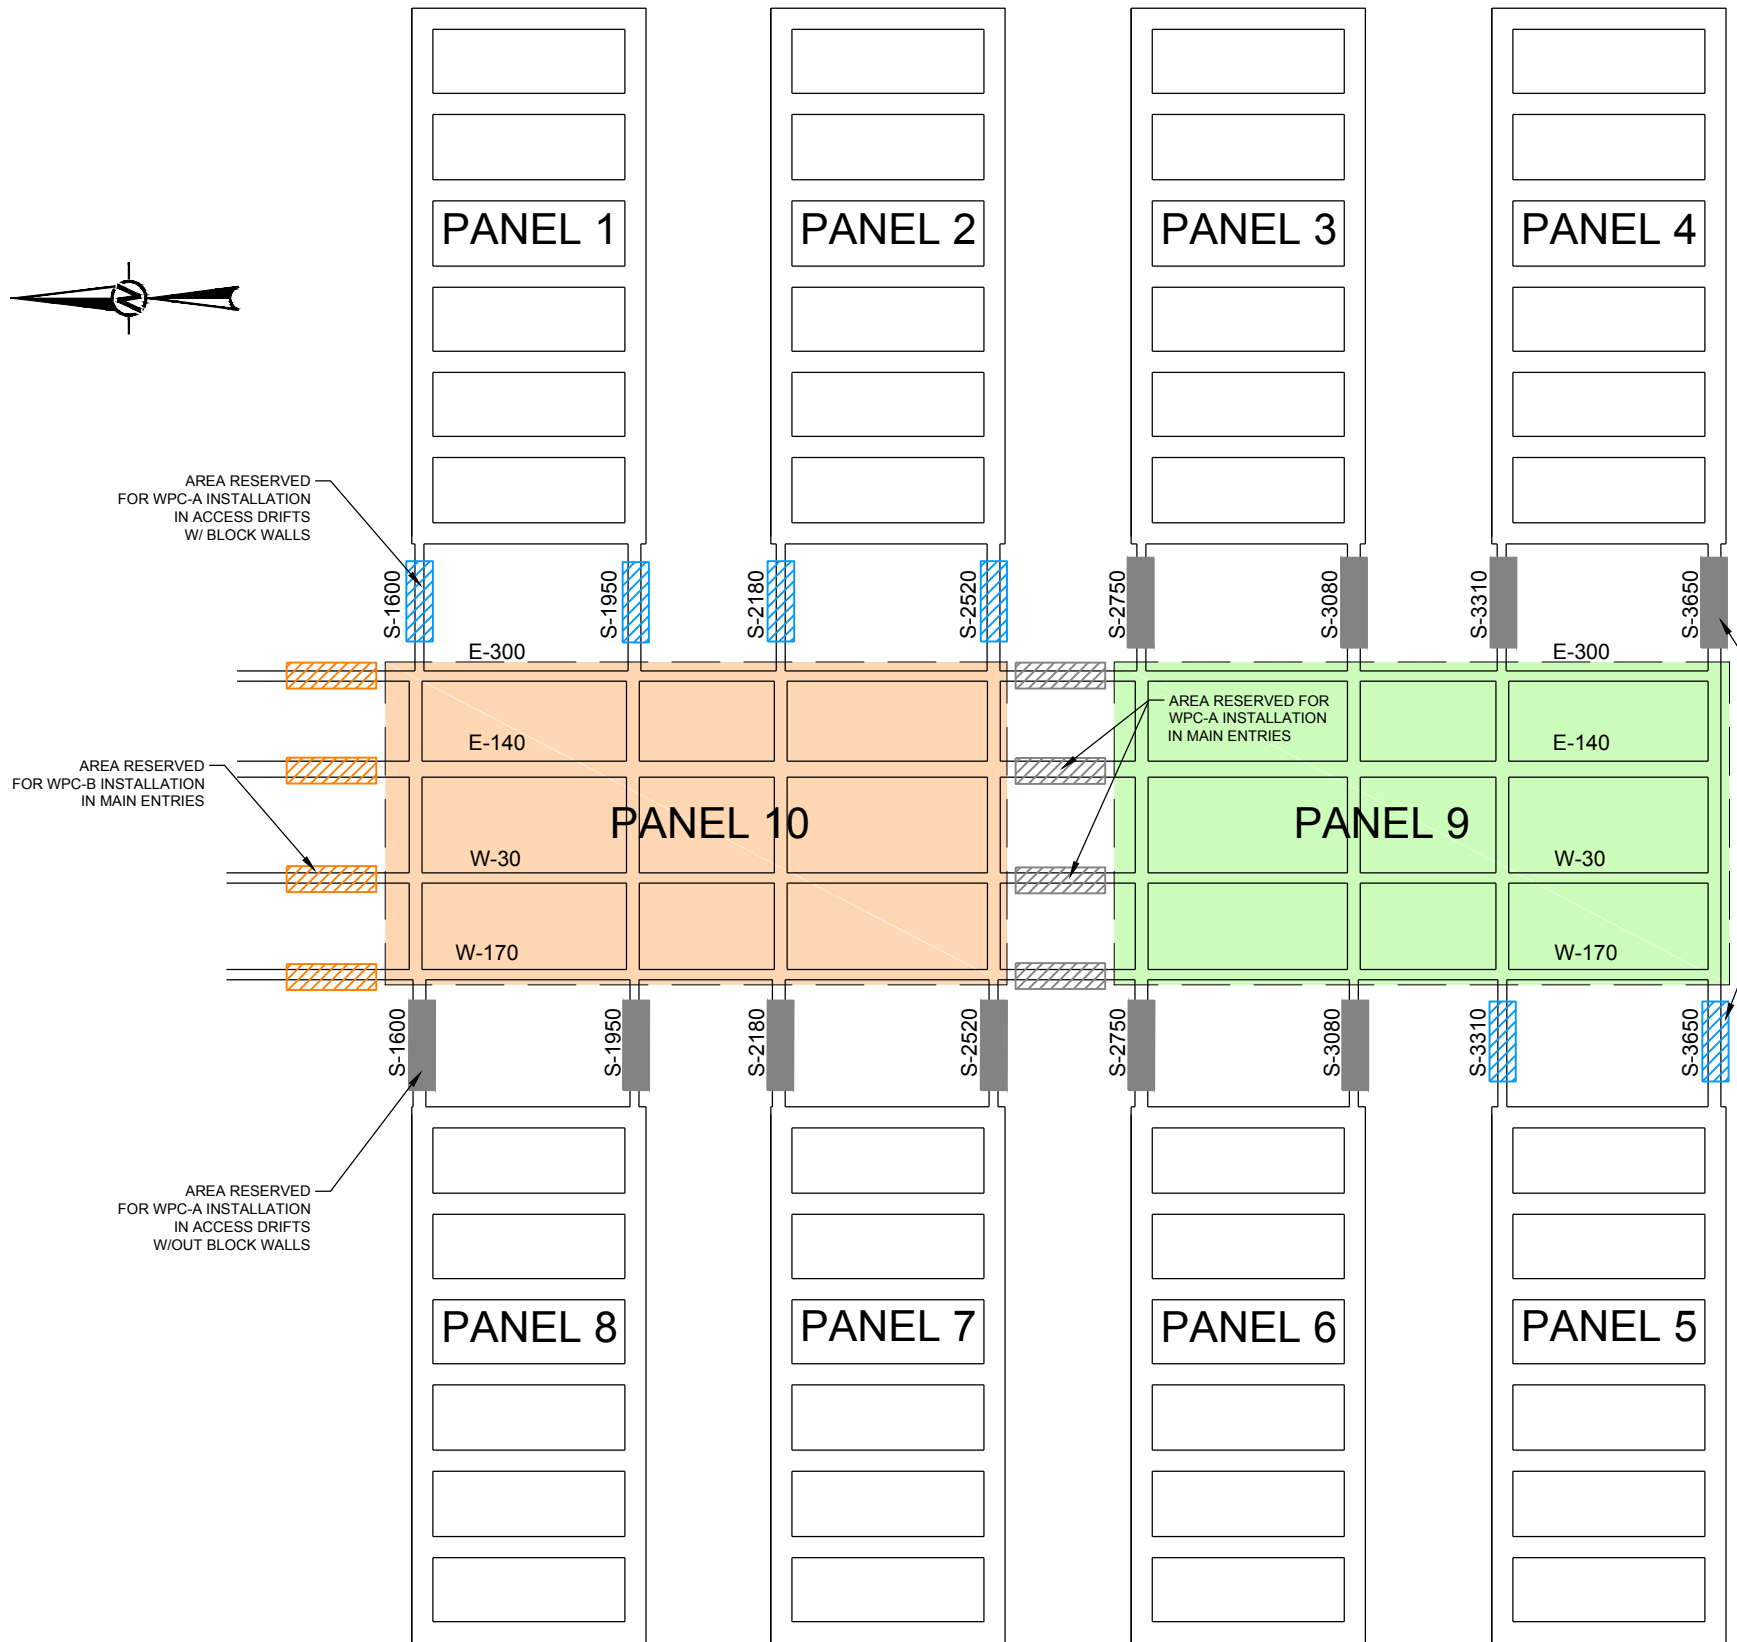 PANEL 1
PANEL 2
PANEL 3
PANEL 4
N
AREA RESERVED
FOR WPC-A INSTALLATION
IN ACCESS DRIFTS
W/ BLOCK WALLS
S-1600
S-1950
S-2180
S-2520
S-2750
S-3080
S-3310
S-3650
E-300
E-300
AREA RESERVED FOR
WPC-A INSTALLATION
IN MAIN ENTRIES
E-140
E-140
AREA RESERVED
FOR WPC-B INSTALLATION
IN MAIN ENTRIES
PANEL 10
PANEL 9
W-30
W-30
W-170
W-170
S-1600
S-1950
S-2180
S-2520
S-2750
S-3080
S-3310
S-3650
AREA RESERVED
FOR WPC-A INSTALLATION
IN ACCESS DRIFTS
W/OUT BLOCK WALLS
PANEL 8
PANEL 7
PANEL 6
PANEL 5